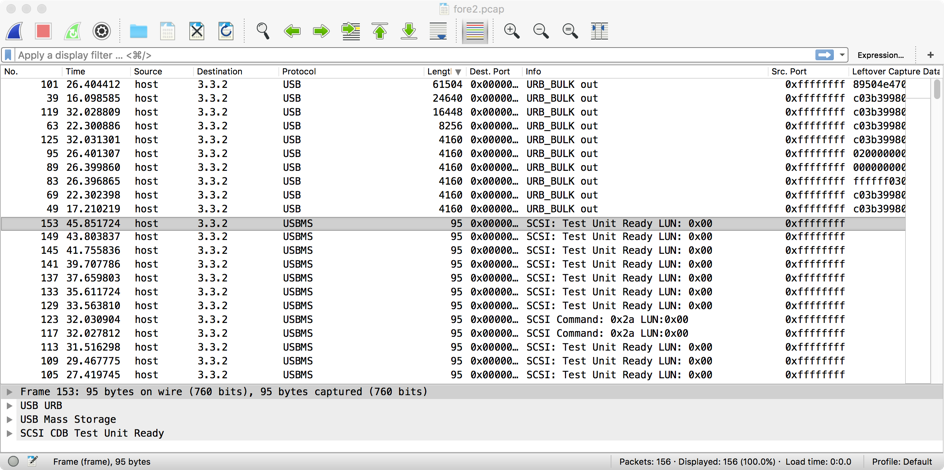 fore2.pcap
Apply a display filter ... <⌘/>
Expression... +
No. Time Source Destination Protocol Lengtl Dest. Port Info Src. Port Leftover Capture Data
101 26.404412 host 3.3.2 USB 61504 0x00000... URB_BULK out 0xffffffff 89504e470
39 16.098585 host 3.3.2 USB 24640 0x00000... URB_BULK out 0xffffffff c03b39980
119 32.028809 host 3.3.2 USB 16448 0x00000... URB_BULK out 0xffffffff c03b39980
63 22.300886 host 3.3.2 USB 8256 0x00000... URB_BULK out 0xffffffff c03b39980
125 32.031301 host 3.3.2 USB 4160 0x00000... URB_BULK out 0xffffffff c03b39980
95 26.401307 host 3.3.2 USB 4160 0x00000... URB_BULK out 0xffffffff 020000000
89 26.399860 host 3.3.2 USB 4160 0x00000... URB_BULK out 0xffffffff 000000000
83 26.396865 host 3.3.2 USB 4160 0x00000... URB_BULK out 0xffffffff ffffff030
69 22.302398 host 3.3.2 USB 4160 0x00000... URB_BULK out 0xffffffff c03b39980
49 17.210219 host 3.3.2 USB 4160 0x00000... URB_BULK out 0xffffffff c03b39980
153 45.851724 host 3.3.2 USBMS 95 0x00000... SCSI: Test Unit Ready LUN: 0x00 0xffffffff
149 43.803837 host 3.3.2 USBMS 95 0x00000... SCSI: Test Unit Ready LUN: 0x00 0xffffffff
145 41.755836 host 3.3.2 USBMS 95 0x00000... SCSI: Test Unit Ready LUN: 0x00 0xffffffff
141 39.707786 host 3.3.2 USBMS 95 0x00000... SCSI: Test Unit Ready LUN: 0x00 0xffffffff
137 37.659803 host 3.3.2 USBMS 95 0x00000... SCSI: Test Unit Ready LUN: 0x00 0xffffffff
133 35.611724 host 3.3.2 USBMS 95 0x00000... SCSI: Test Unit Ready LUN: 0x00 0xffffffff
129 33.563810 host 3.3.2 USBMS 95 0x00000... SCSI: Test Unit Ready LUN: 0x00 0xffffffff
123 32.030904 host 3.3.2 USBMS 95 0x00000... SCSI Command: 0x2a LUN:0x00 0xffffffff
117 32.027812 host 3.3.2 USBMS 95 0x00000... SCSI Command: 0x2a LUN:0x00 0xffffffff
113 31.516298 host 3.3.2 USBMS 95 0x00000... SCSI: Test Unit Ready LUN: 0x00 0xffffffff
109 29.467775 host 3.3.2 USBMS 95 0x00000... SCSI: Test Unit Ready LUN: 0x00 0xffffffff
105 27.419745 host 3.3.2 USBMS 95 0x00000... SCSI: Test Unit Ready LUN: 0x00 0xffffffff
Frame 153: 95 bytes on wire (760 bits), 95 bytes captured (760 bits)
USB URB
USB Mass Storage
SCSI CDB Test Unit Ready
Frame (frame), 95 bytes Packets: 156 · Displayed: 156 (100.0%) · Load time: 0:0.0 Profile: Default